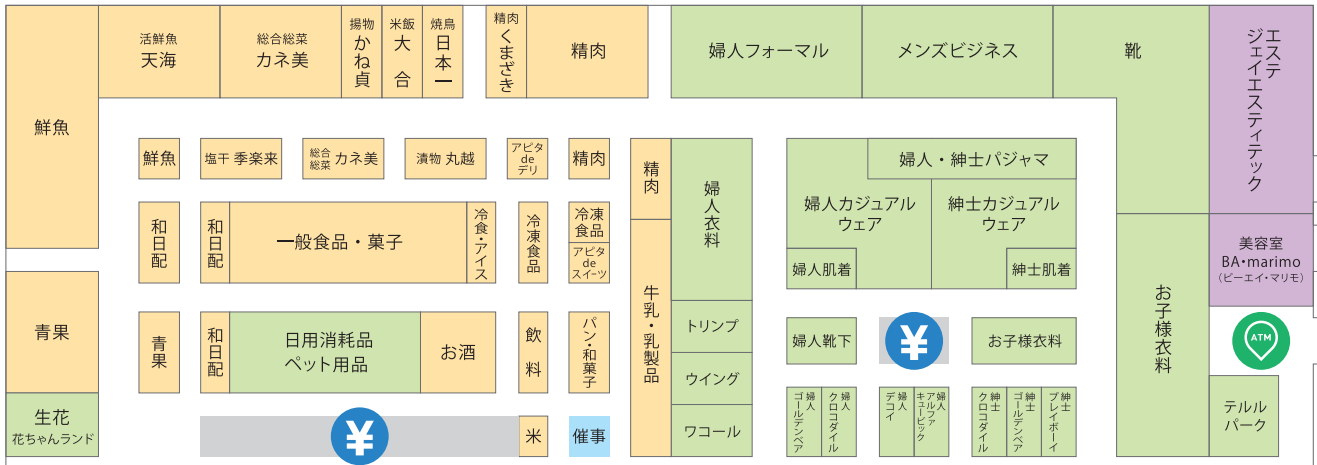 活鮮魚
天海
総合総菜
カネ美
揚物
かね貞
米飯
大合
焼鳥
日本一
精肉
くまざき
精肉
婦人フォーマル
メンズビジネス
靴
エステ
ジェイエスティテック
鮮魚
鮮魚
塩干 季楽来
総合
総菜
カネ美
漬物 丸越
アピタ
de
デリ
精肉
精肉
婦人衣料
婦人・紳士パジャマ
婦人カジュアル
ウェア
紳士カジュアル
ウェア
婦人肌着
紳士肌着
和日配
和日配
一般食品・菓子
冷食・アイス
冷凍食品
冷凍
食品
アピタ
de
スイーツ
牛乳・乳製品
お子様衣料
美容室
BA・marimo
(ビーエイ・マリモ)
青果
青果
和日配
日用消耗品
ペット用品
お酒
飲料
パン・和菓子
トリンプ
ウイング
ワコール
婦人靴下
¥
お子様衣料
ATM
生花
花ちゃんランド
¥
米
催事
婦人
ゴールデンベア
婦人
クロコダイル
婦人
デコイ
婦人
アルファ
キュービック
紳士
クロコダイル
紳士
ゴールデンベア
紳士
プレイボーイ
テルル
パーク